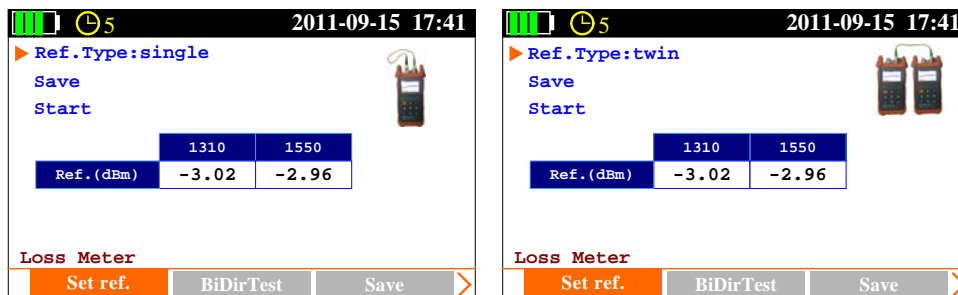 5 2011-09-15 17:41
Ref.Type:single
Save
Start
1310 1550
Ref.(dBm) -3.02 -2.96
Loss Meter
Set ref. BiDirTest Save
5 2011-09-15 17:41
Ref.Type:twin
Save
Start
1310 1550
Ref.(dBm) -3.02 -2.96
Loss Meter
Set ref. BiDirTest Save